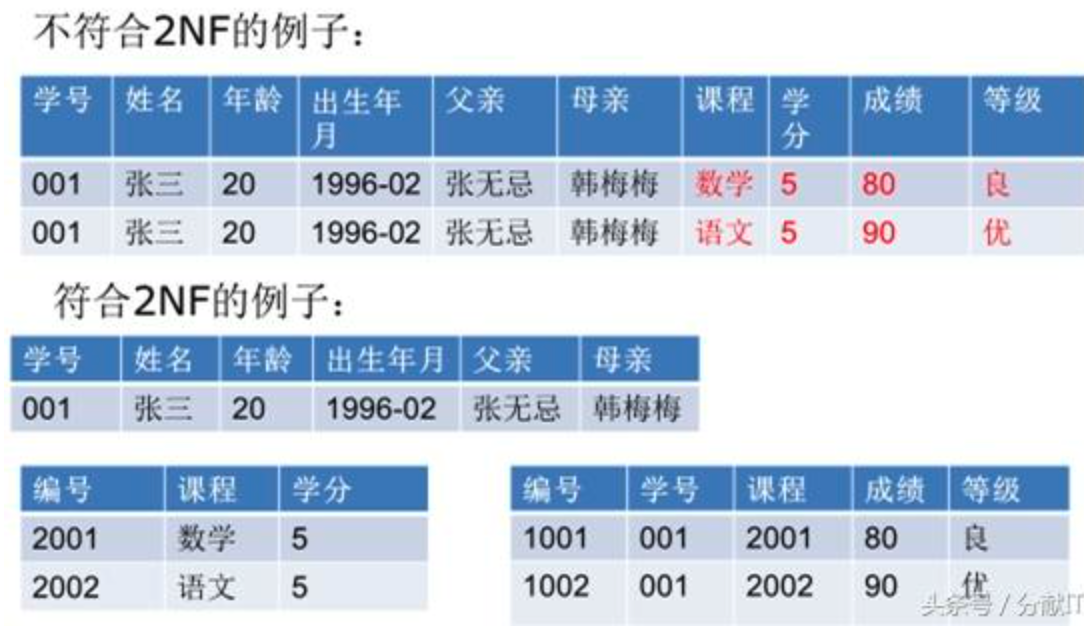 不符合2NF的例子：
学号 姓名 年龄 出生年月 父亲 母亲 课程 学分 成绩 等级
001 张三 20 1996-02 张无忌 韩梅梅 数学 5 80 良
001 张三 20 1996-02 张无忌 韩梅梅 语文 5 90 优
符合2NF的例子：
学号 姓名 年龄 出生年月 父亲 母亲
001 张三 20 1996-02 张无忌 韩梅梅
编号 课程 学分
2001 数学 5
2002 语文 5
编号 学号 课程 成绩 等级
1001 001 2001 80 良
1002 001 2002 90 优
头条号 / 分献IT